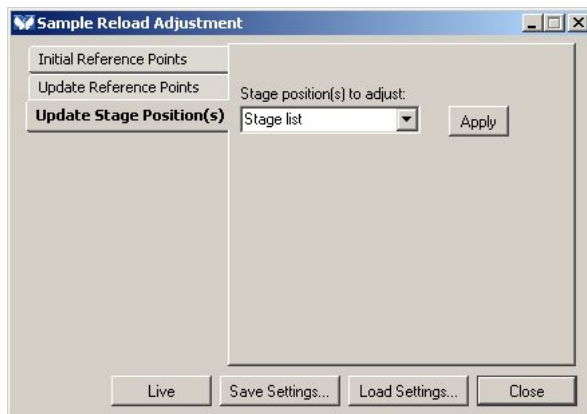 Sample Reload Adjustment
Initial Reference Points
Update Reference Points
Update Stage Position(s)
Stage position(s) to adjust:
Stage list
Apply
Live
Save Settings...
Load Settings...
Close